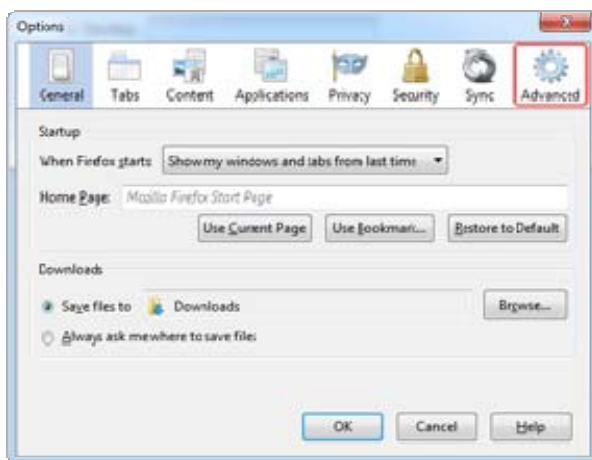 Options
General Tabs Content Applications Privacy Security Sync Advanced
Startup
When Firefox starts: Show my windows and tabs from last time
Home Page: Mozilla Firefox Start Page
Use Current Page Use Bookmark... Restore to Default
Downloads
Save files to Downloads Browse...
Always ask me where to save files
OK Cancel Help